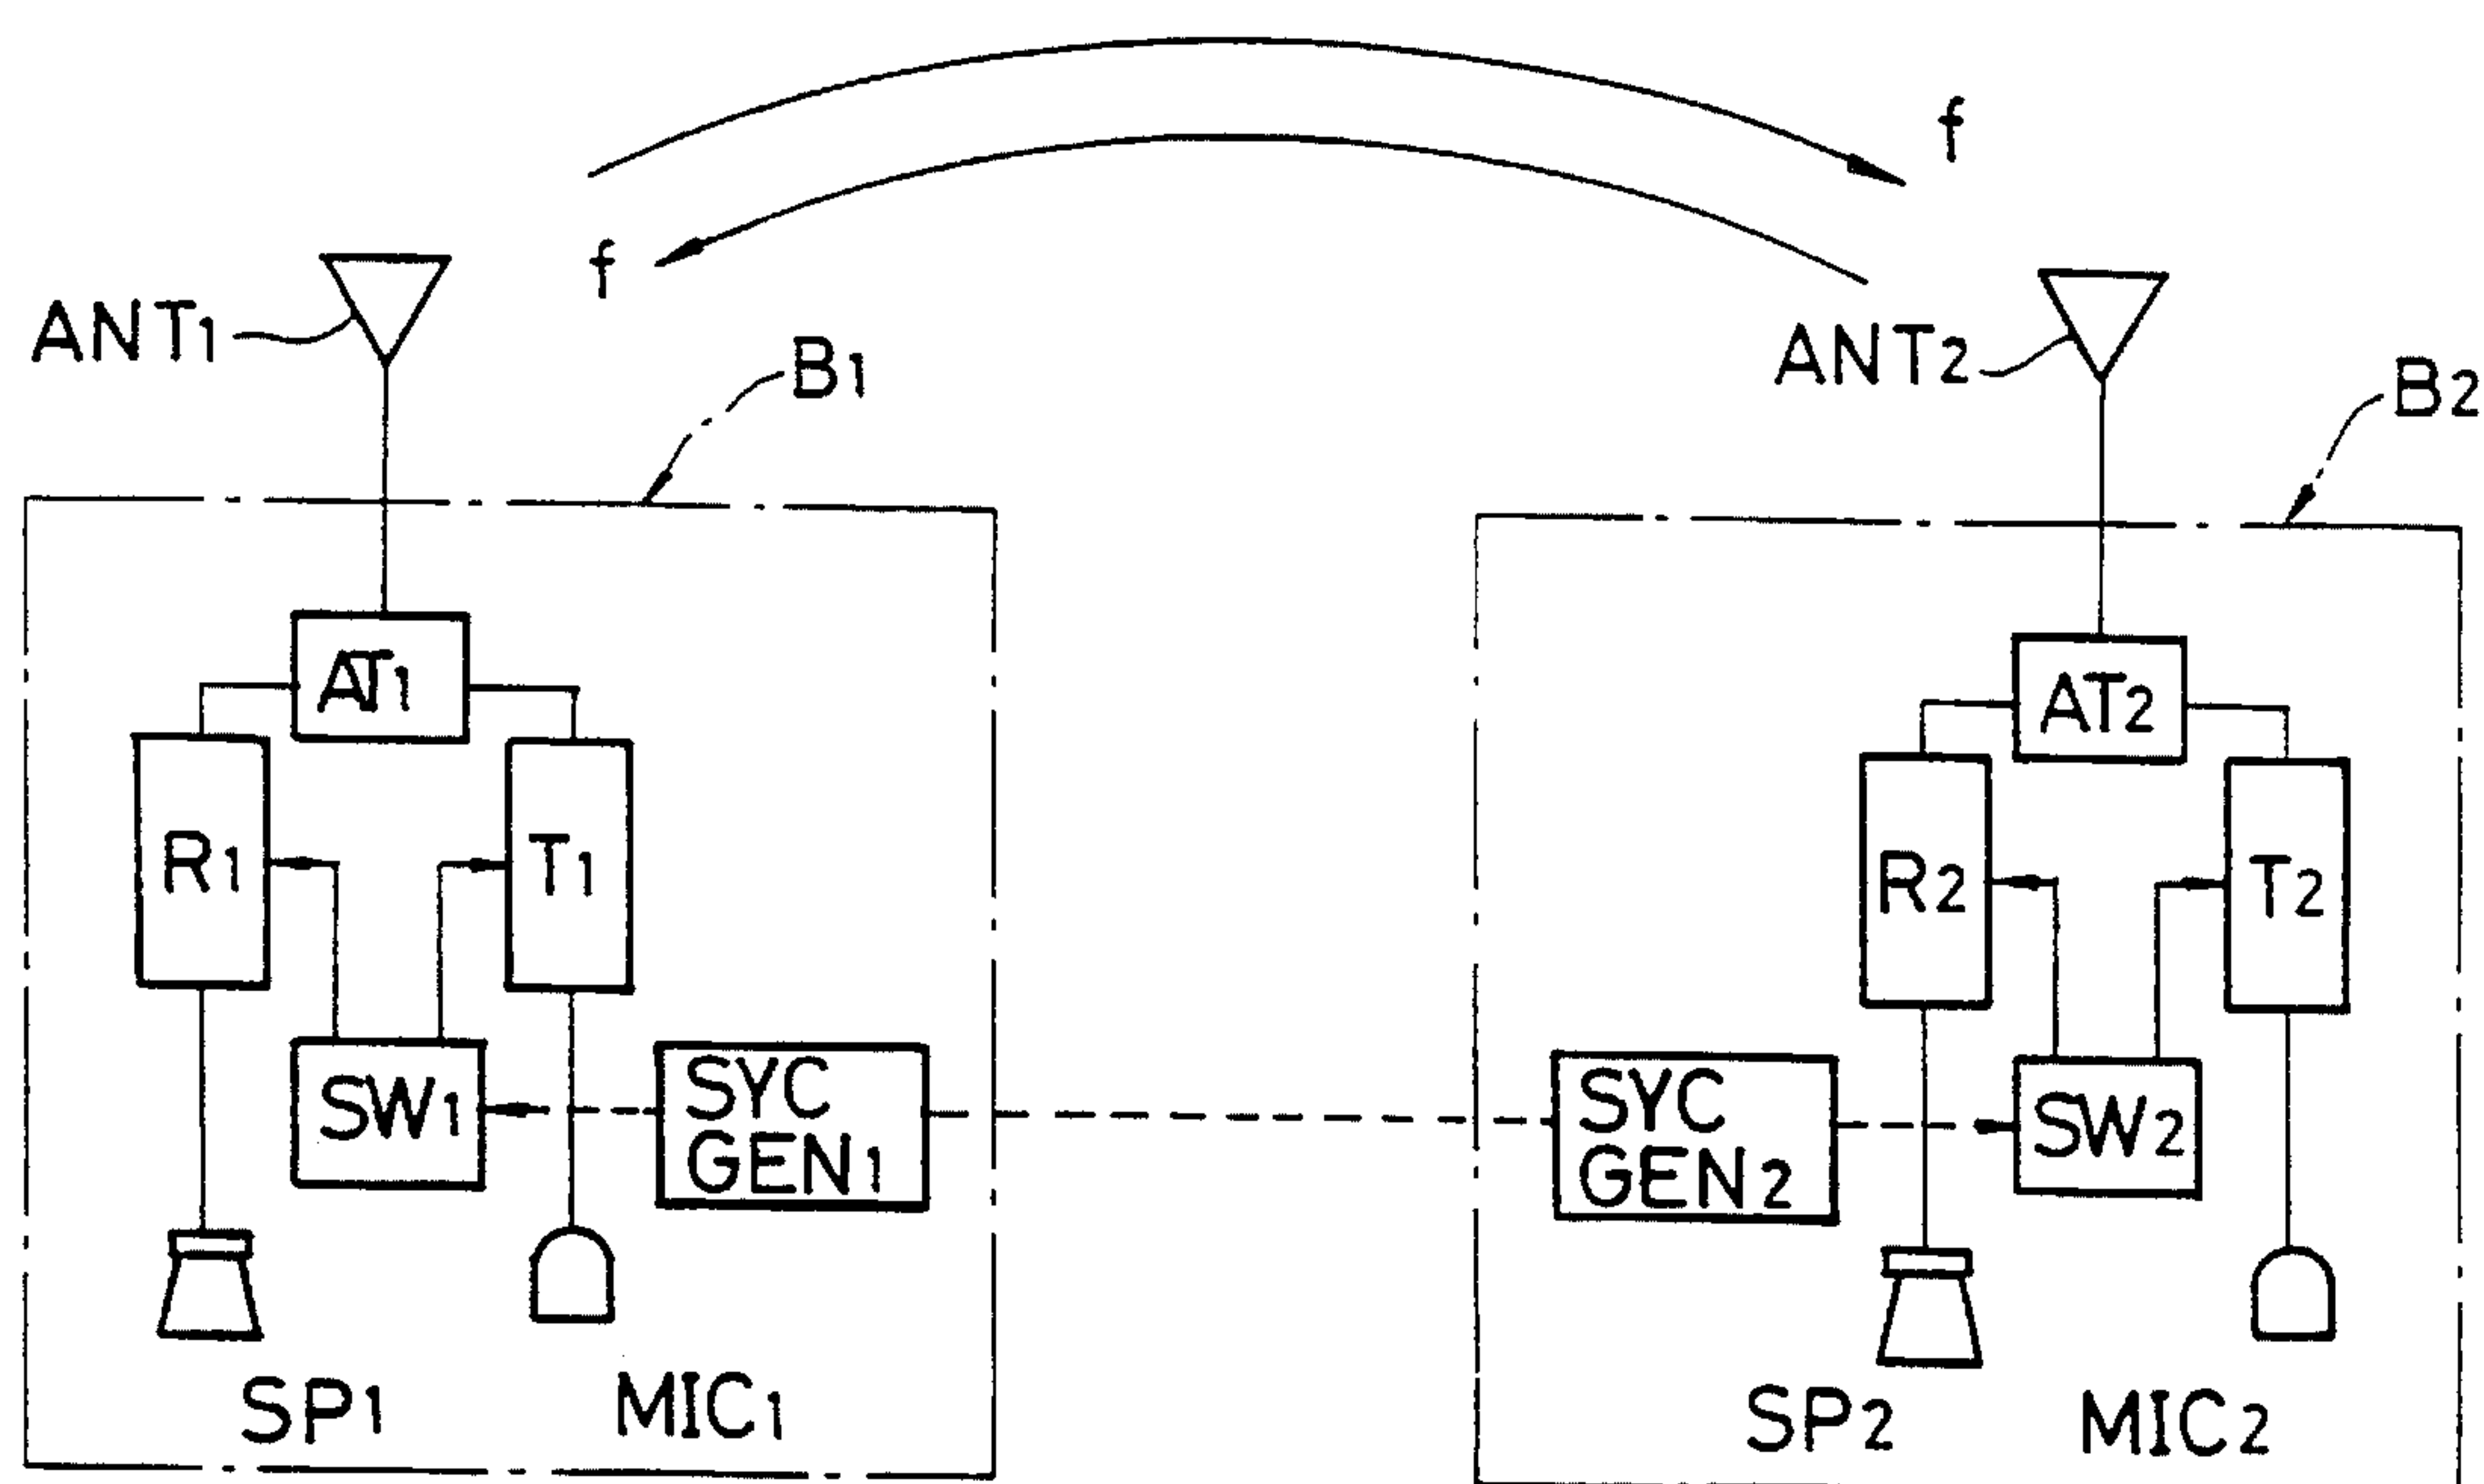 f
f
ANT1
ANT2
B1
B2
AT1
AT2
R1
T1
R2
T2
SW1
SYC
GEN1
SYC
GEN2
SW2
SP1
MIC1
SP2
MIC2